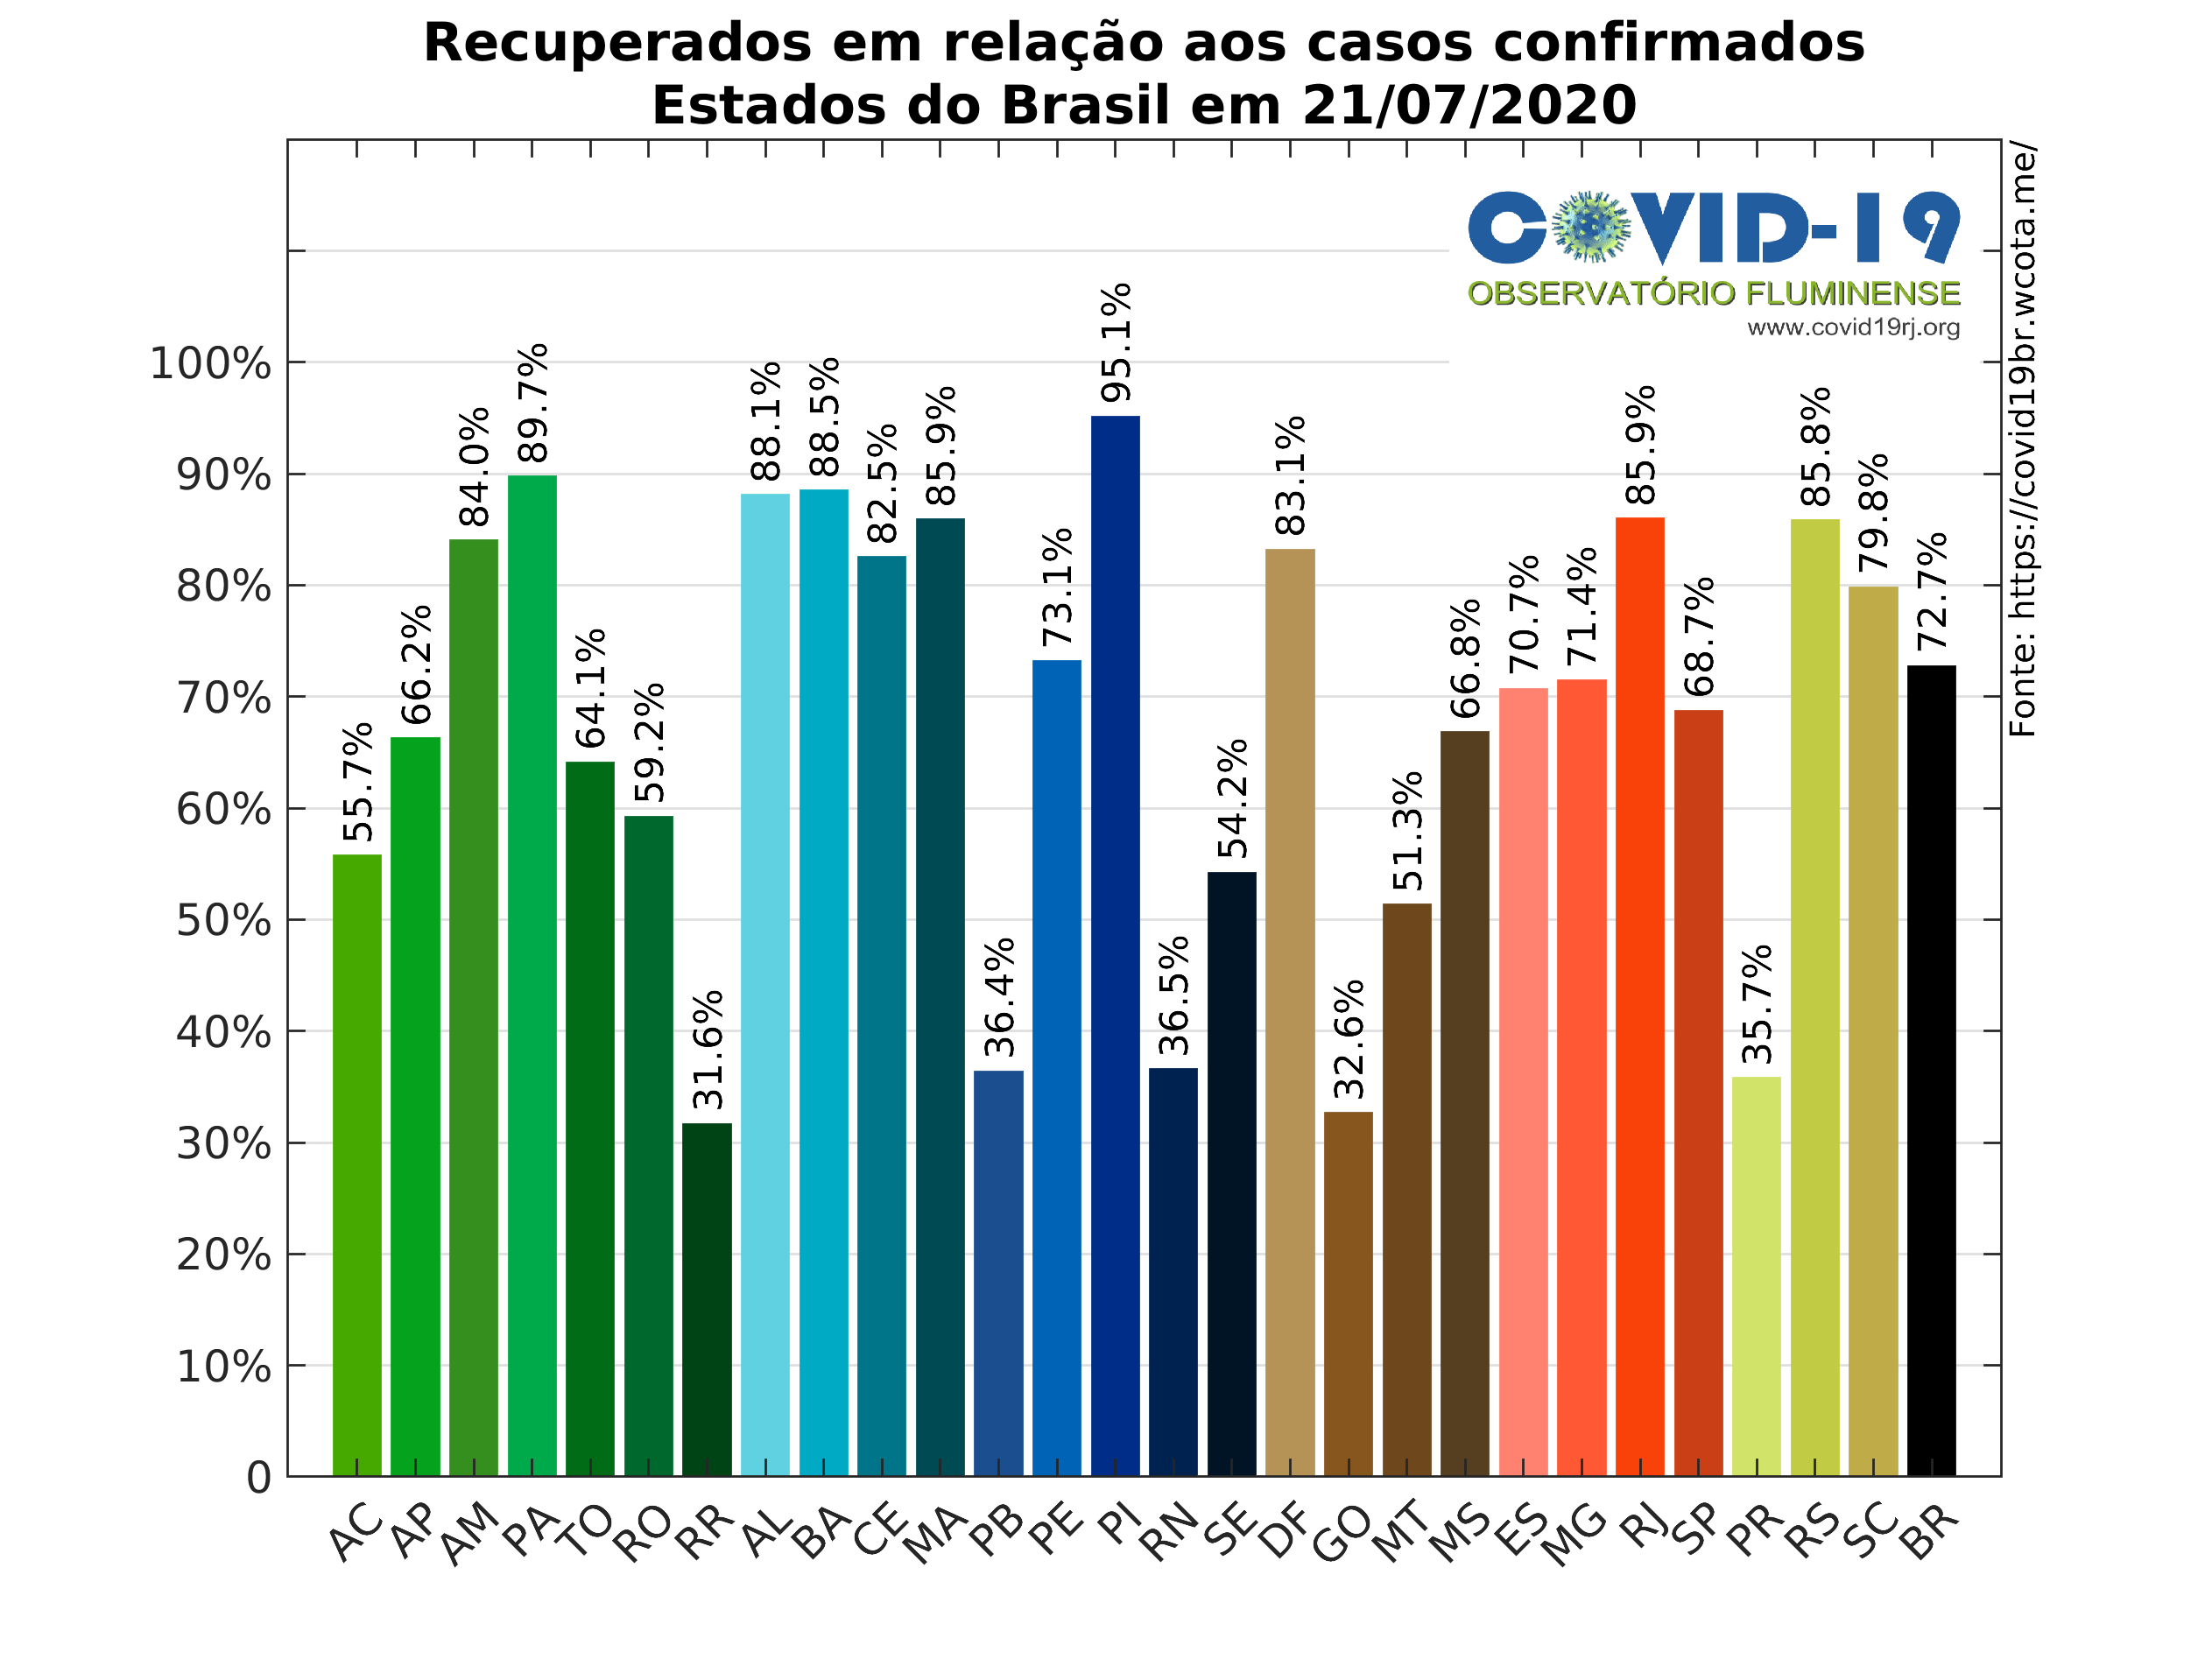 Recuperados em relação aos casos confirmados
Estados do Brasil em 21/07/2020
COVID-19
OBSERVATÓRIO FLUMINENSE
www.covid19rj.org
Fonte: https://covid19br.wcota.me/
100%
90%
80%
70%
60%
50%
40%
30%
20%
10%
0
55.7%
66.2%
84.0%
89.7%
64.1%
59.2%
31.6%
88.1%
88.5%
82.5%
85.9%
36.4%
73.1%
95.1%
36.5%
54.2%
83.1%
32.6%
51.3%
66.8%
70.7%
71.4%
85.9%
68.7%
35.7%
85.8%
79.8%
72.7%
AC
AP
AM
PA
TO
RO
RR
AL
BA
CE
MA
PB
PE
PI
RN
SE
DF
GO
MT
MS
ES
MG
RJ
SP
PR
RS
SC
BR